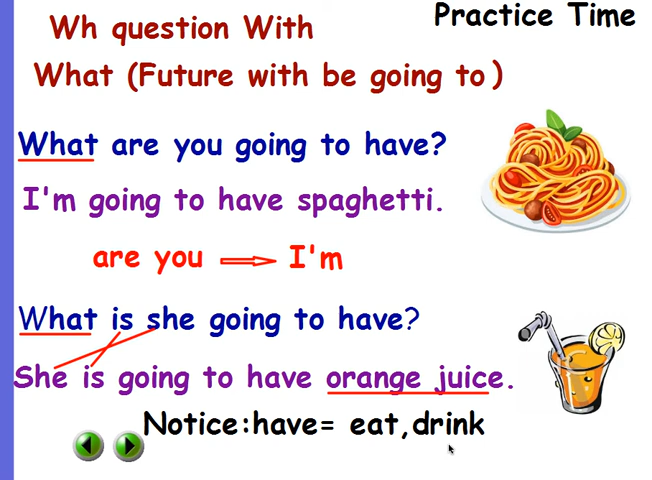 Practice Time
Wh question With
What (Future with be going to)
What are you going to have?
I'm going to have spaghetti.
are you I'm
What is she going to have?
She is going to have orange juice.
Notice:have= eat,drink